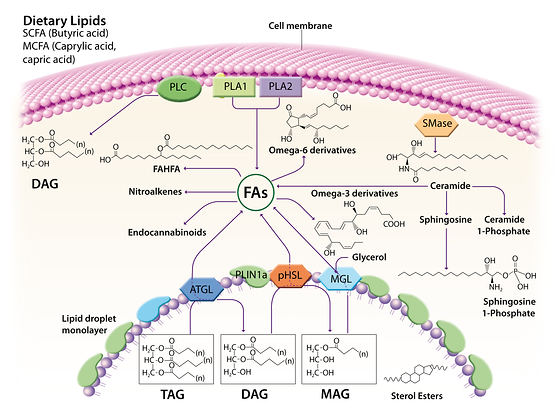 Dietary Lipids
SCFA (Butyric acid)
MCFA (Caprylic acid,
capric acid)
Cell membrane
PLC
PLA1
PLA2
SMase
DAG
FAHFA
Omega-6 derivatives
Nitroalkenes
FAs
Omega-3 derivatives
Ceramide
Endocannabinoids
Sphingosine
Ceramide
1-Phosphate
Glycerol
ATGL
PLIN1a
pHSL
MGL
Sphingosine
1-Phosphate
Lipid droplet
monolayer
TAG
DAG
MAG
Sterol Esters